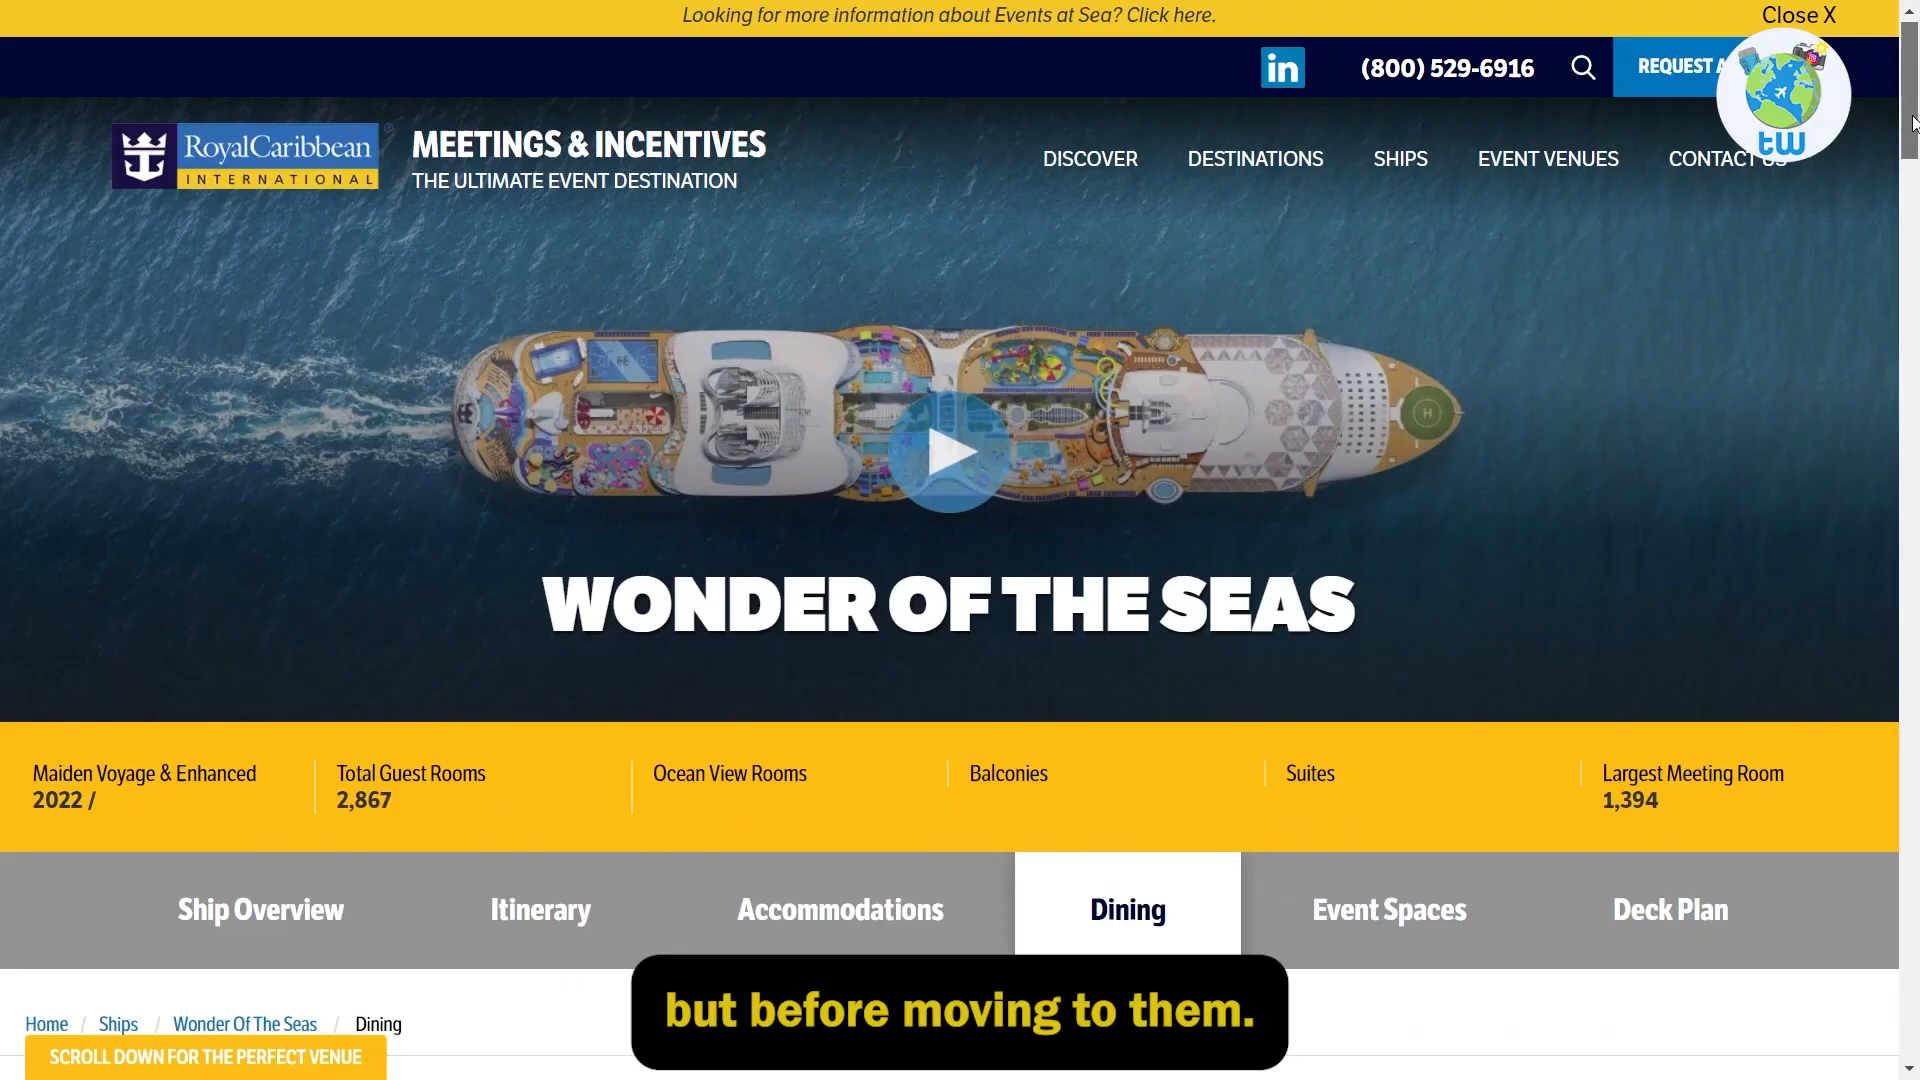 Looking for more information about Events at Sea? Click here.
Close X
in
(800) 529-6916
REQUEST A
tw
RoyalCaribbean
INTERNATIONAL
MEETINGS & INCENTIVES
THE ULTIMATE EVENT DESTINATION
DISCOVER
DESTINATIONS
SHIPS
EVENT VENUES
CONTACT US
WONDER OF THE SEAS
Maiden Voyage & Enhanced
2022 /
Total Guest Rooms
2,867
Ocean View Rooms
Balconies
Suites
Largest Meeting Room
1,394
Ship Overview
Itinerary
Accommodations
Dining
Event Spaces
Deck Plan
but before moving to them.
Home / Ships / Wonder Of The Seas / Dining
SCROLL DOWN FOR THE PERFECT VENUE